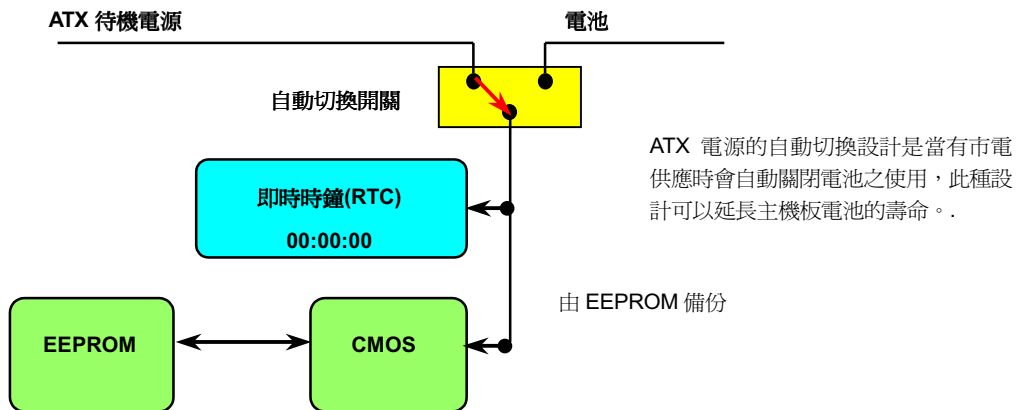 ATX 待機電源
電池
自動切換開關
ATX 電源的自動切換設計是當有市電
供應時會自動關閉電池之使用，此種設
計可以延長主機板電池的壽命。.
即時時鐘(RTC)
00:00:00
由 EEPROM 備份
EEPROM
CMOS